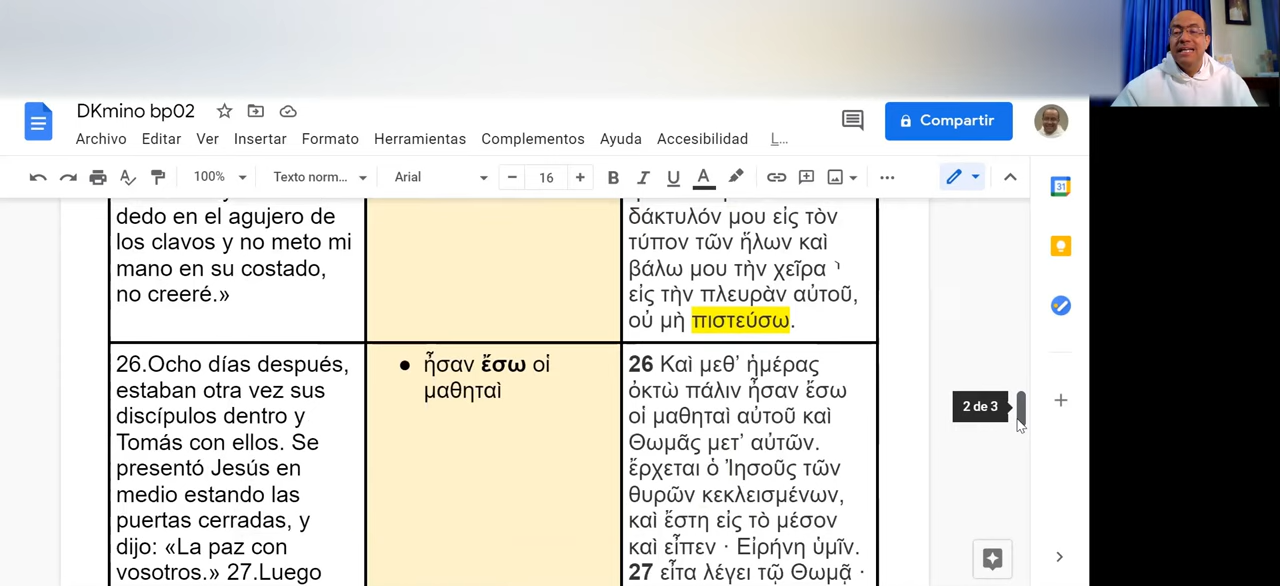 DKmino bp02
Archivo Editar Ver Insertar Formato Herramientas Complementos Ayuda Accesibilidad L...
Compartir
100% Texto norm... Arial 16
31
dedo en el agujero de
los clavos y no meto mi
mano en su costado,
no creeré.»
δάκτυλόν μου εἰς τὸν
τύπον τῶν ἥλων καὶ
βάλω μου τὴν χεῖρα ⸃
εἰς τὴν πλευρὰν αὐτοῦ,
οὐ μὴ πιστεύσω.
26.Ocho días después,
estaban otra vez sus
discípulos dentro y
Tomás con ellos. Se
presentó Jesús en
medio estando las
puertas cerradas, y
dijo: «La paz con
vosotros.» 27.Luego
● ἦσαν ἔσω οἱ
μαθηταὶ
26 Καὶ μεθ’ ἡμέρας
ὀκτὼ πάλιν ἦσαν ἔσω
οἱ μαθηταὶ αὐτοῦ καὶ
Θωμᾶς μετ’ αὐτῶν.
ἔρχεται ὁ Ἰησοῦς τῶν
θυρῶν κεκλεισμένων,
καὶ ἔστη εἰς τὸ μέσον
καὶ εἶπεν · Εἰρήνη ὑμῖν.
27 εἶτα λέγει τῷ Θωμᾷ ·
2 de 3